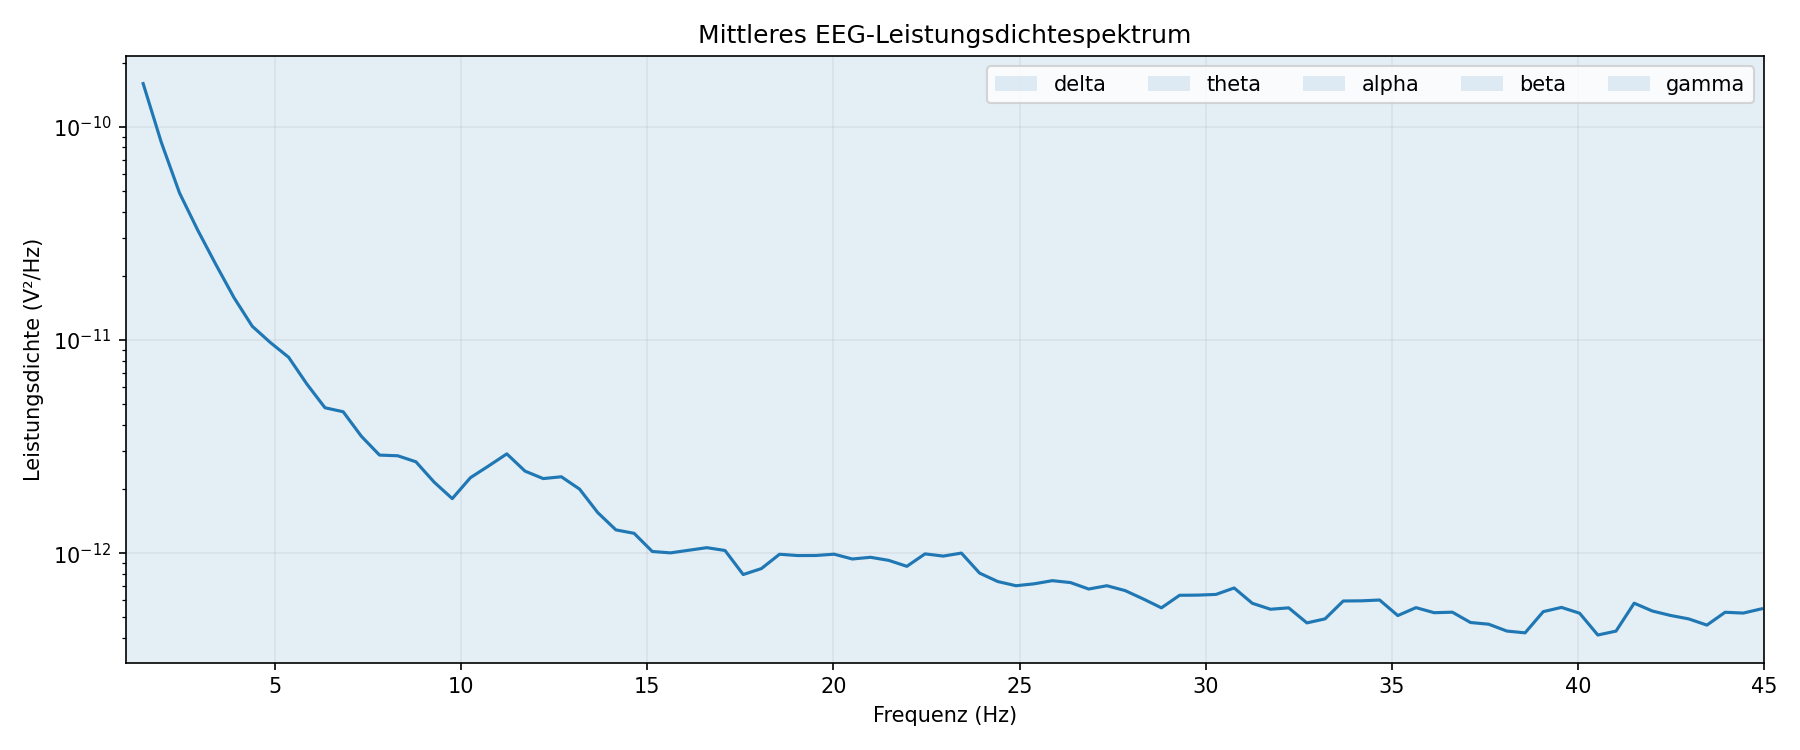 Mittleres EEG-Leistungsdichtespektrum
delta theta alpha beta gamma
Leistungsdichte (V²/Hz)
10⁻¹⁰
10⁻¹¹
10⁻¹²
5 10 15 20 25 30 35 40 45
Frequenz (Hz)